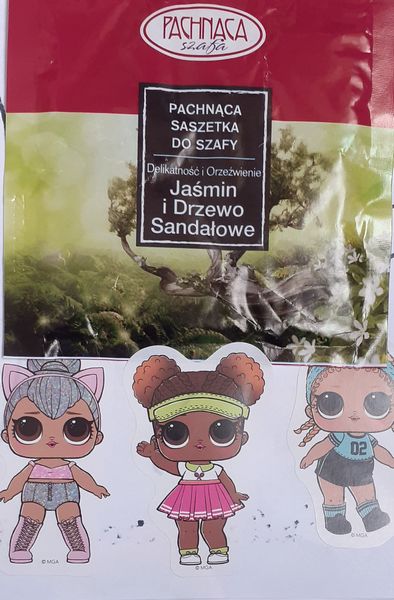 PACHNĄCA
szafa
PACHNĄCA
SASZETKA
DO SZAFY
Delikatność i Orzeźwienie
Jaśmin
i Drzewo
Sandałowe
02
© MGA
© MGA
© MGA